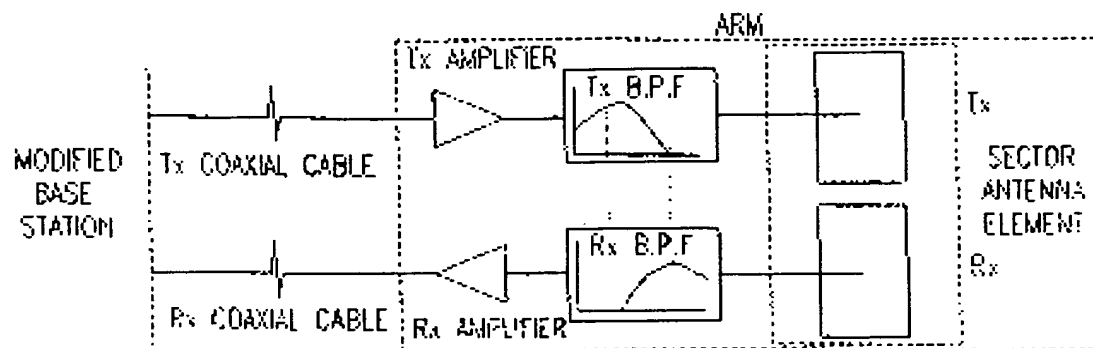 ARM
Tx AMPLIFIER
Tx B.P.F
Tx
Tx COAXIAL CABLE
MODIFIED
BASE
STATION
SECTOR
ANTENNA
ELEMENT
Rx B.P.F
Rx
Rx COAXIAL CABLE
Rx AMPLIFIER